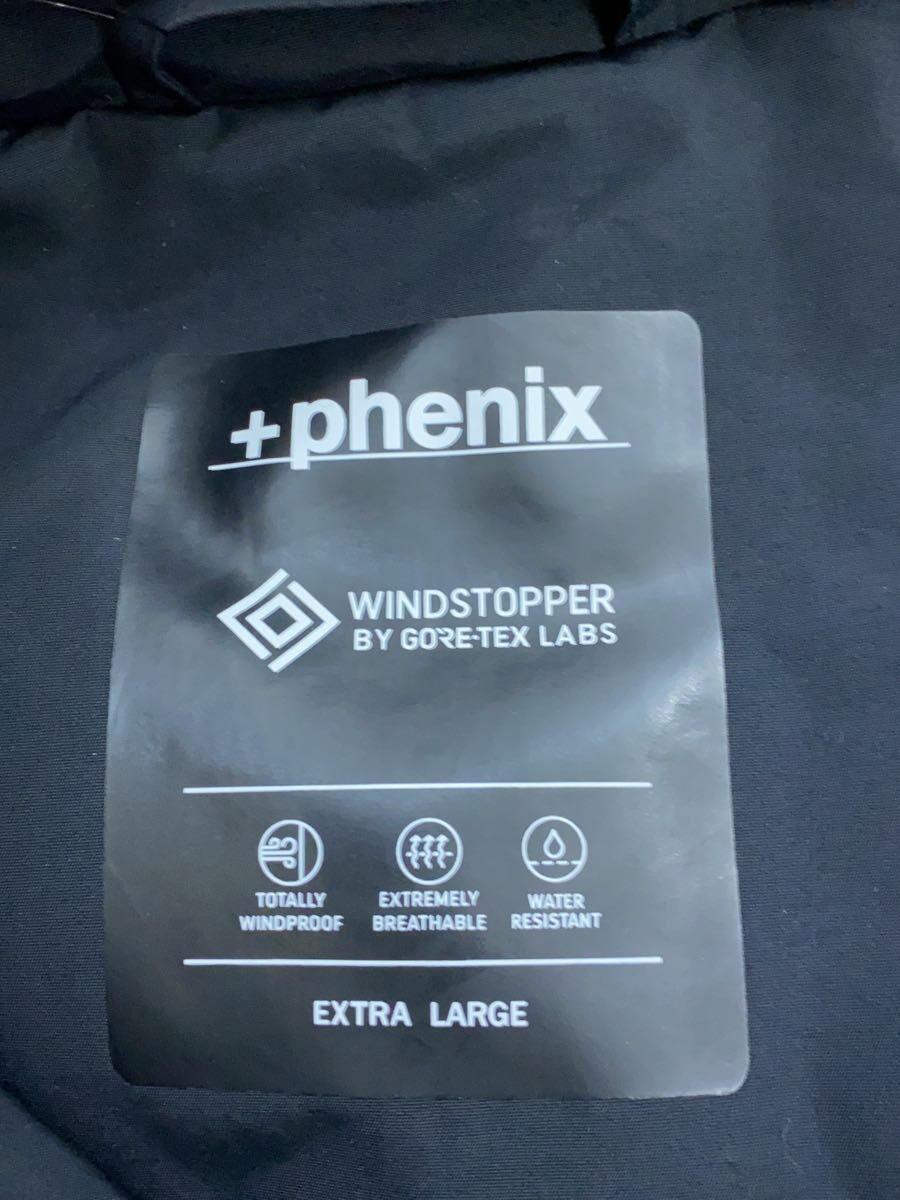 +phenix
WINDSTOPPER
BY GORE-TEX LABS
TOTALLY
WINDPROOF
EXTREMELY
BREATHABLE
WATER
RESISTANT
EXTRA LARGE